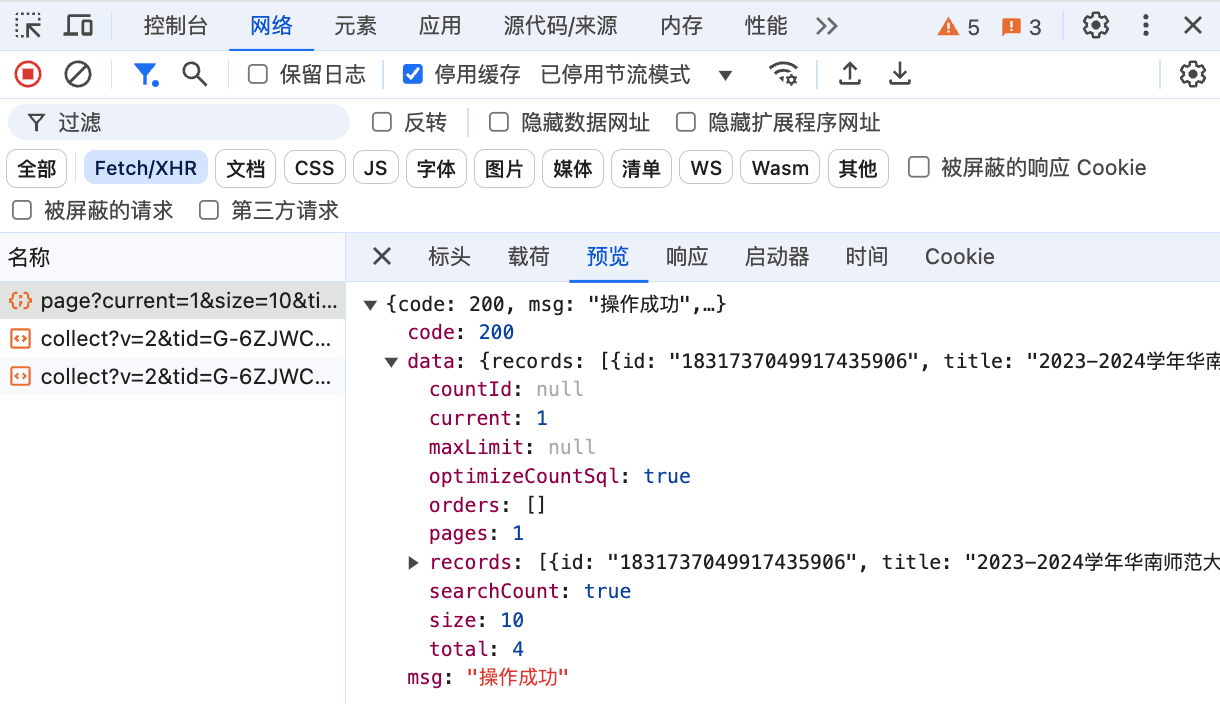 控制台 网络 元素 应用 源代码/来源 内存 性能 5 3
保留日志 停用缓存 已停用节流模式
过滤 反转 隐藏数据网址 隐藏扩展程序网址
全部 Fetch/XHR 文档 CSS JS 字体 图片 媒体 清单 WS Wasm 其他 被屏蔽的响应 Cookie
被屏蔽的请求 第三方请求
名称 标头 载荷 预览 响应 启动器 时间 Cookie
page?current=1&size=10&ti...
collect?v=2&tid=G-6ZJWC...
collect?v=2&tid=G-6ZJWC...
{code: 200, msg: "操作成功",…}
code: 200
data: {records: [{id: "1831737049917435906", title: "2023-2024学年华南
countId: null
current: 1
maxLimit: null
optimizeCountSql: true
orders: []
pages: 1
records: [{id: "1831737049917435906", title: "2023-2024学年华南师范大
searchCount: true
size: 10
total: 4
msg: "操作成功"